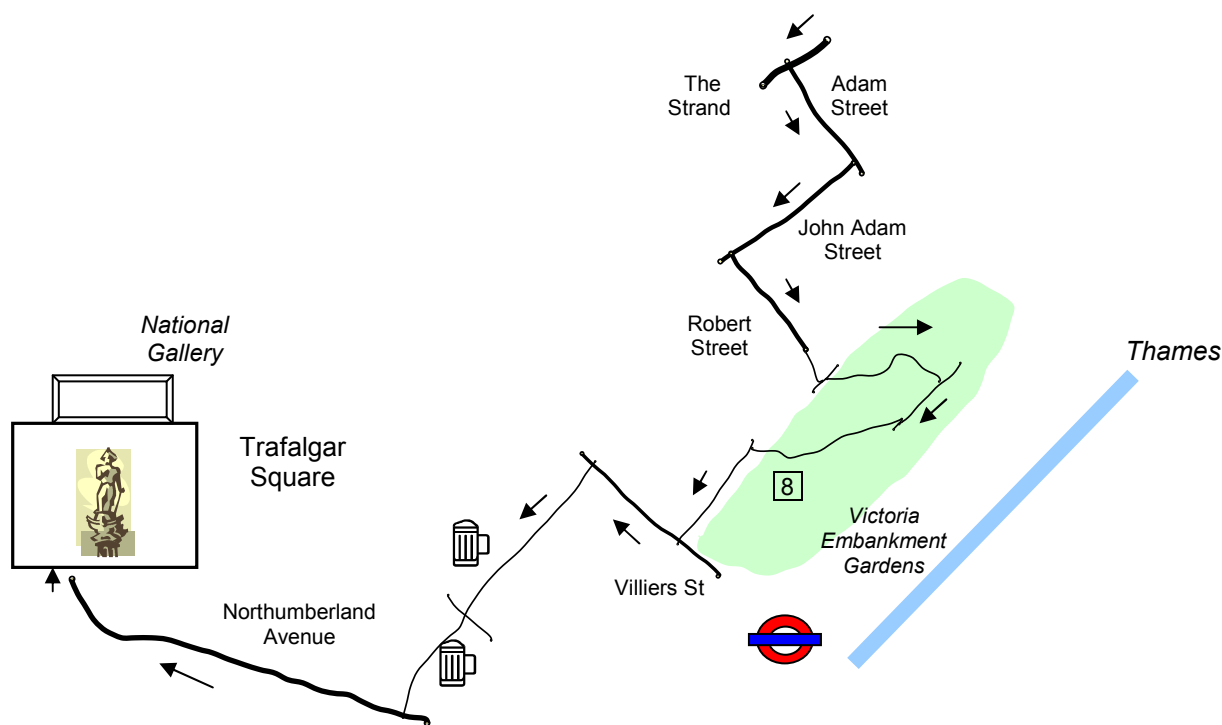 The
Strand
Adam
Street
John Adam
Street
Robert
Street
National
Gallery
Thames
Trafalgar
Square
8
Victoria
Embankment
Gardens
Villiers St
Northumberland
Avenue